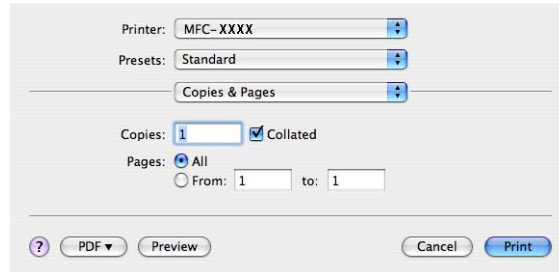 Printer: MFC-XXXX
Presets: Standard
Copies & Pages
Copies: 1 Collated
Pages: All
From: 1 to: 1
? PDF ▼ Preview Cancel Print